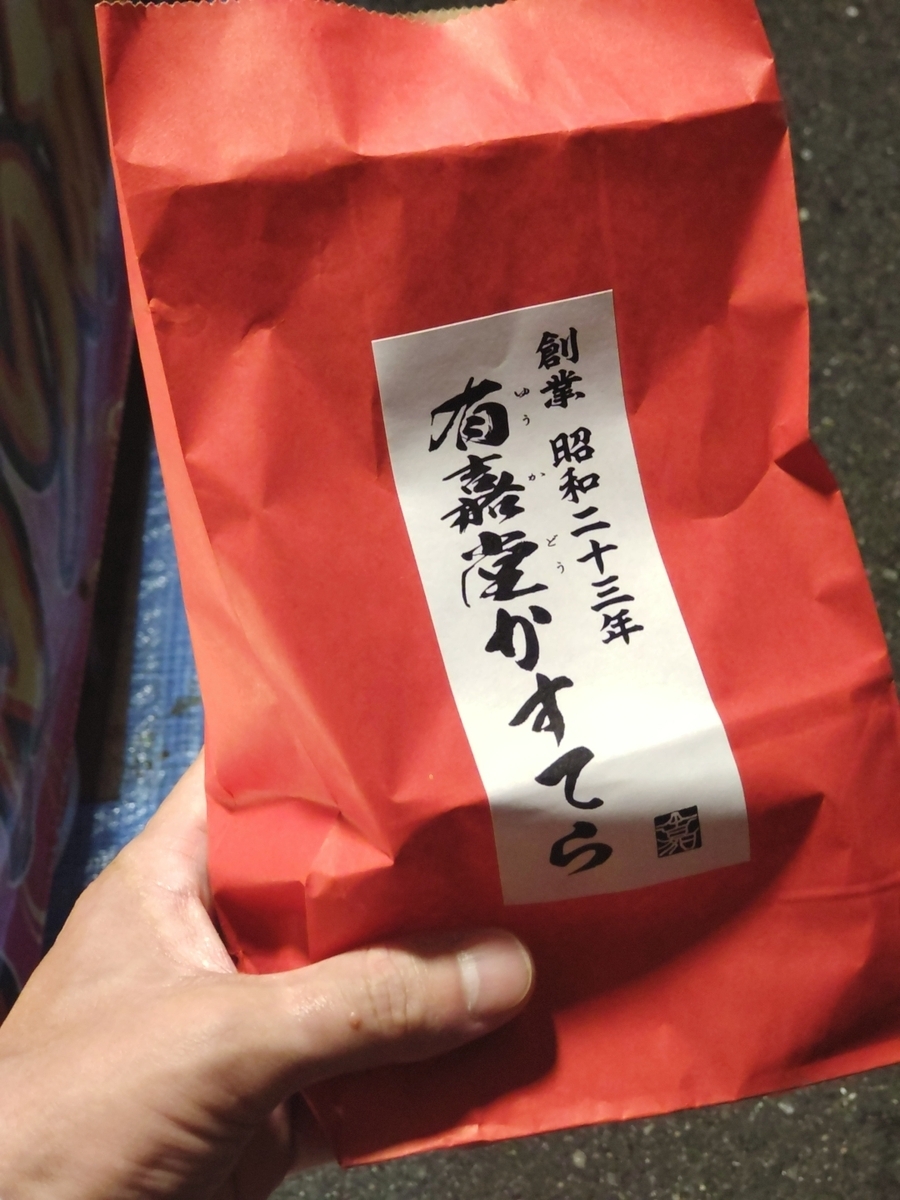 創業 昭和二十三年
有嘉堂かすてら
ゆうかどう
嘉